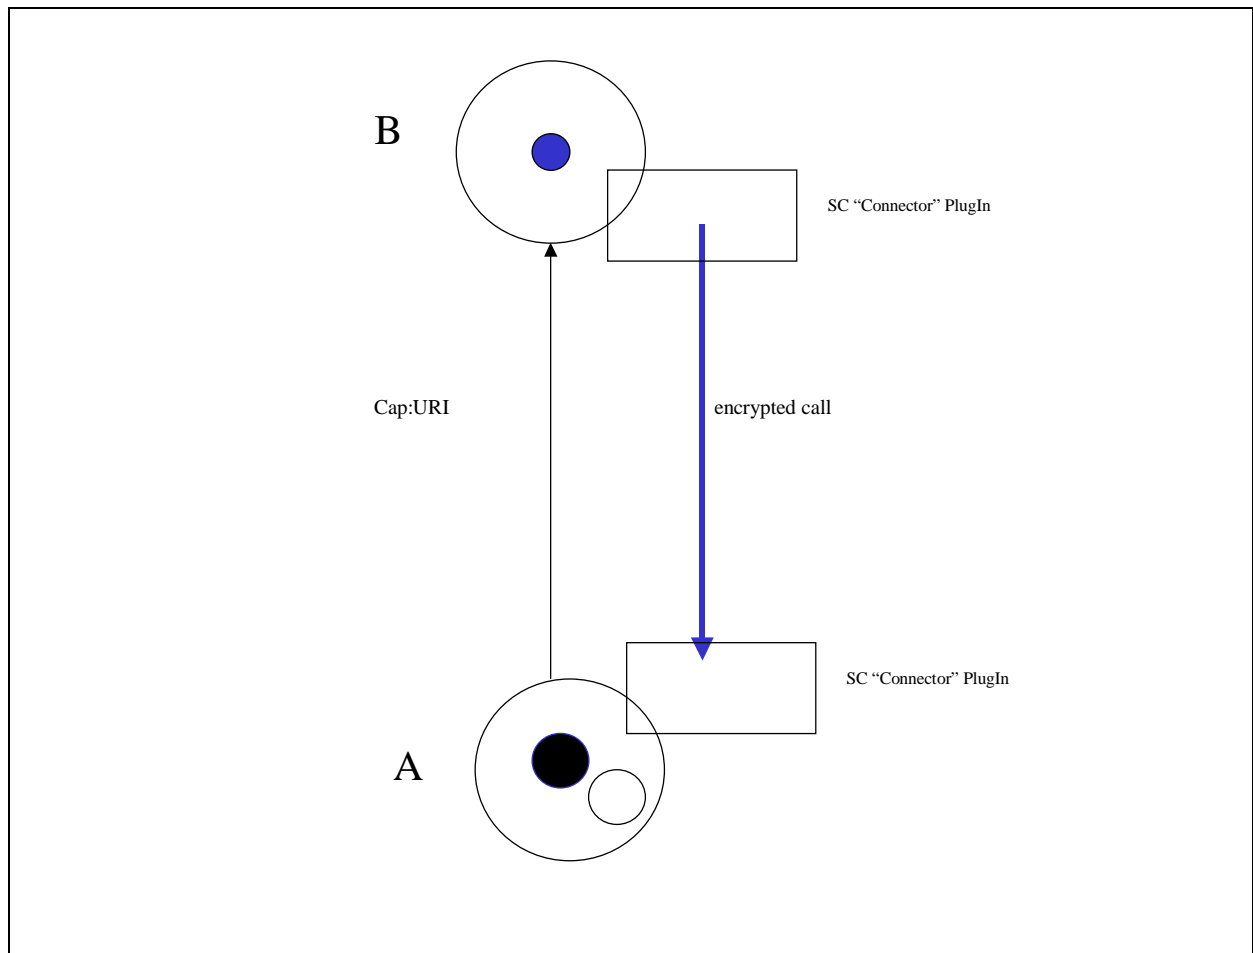 B
SC “Connector” PlugIn
Cap:URI
encrypted call
SC “Connector” PlugIn
A